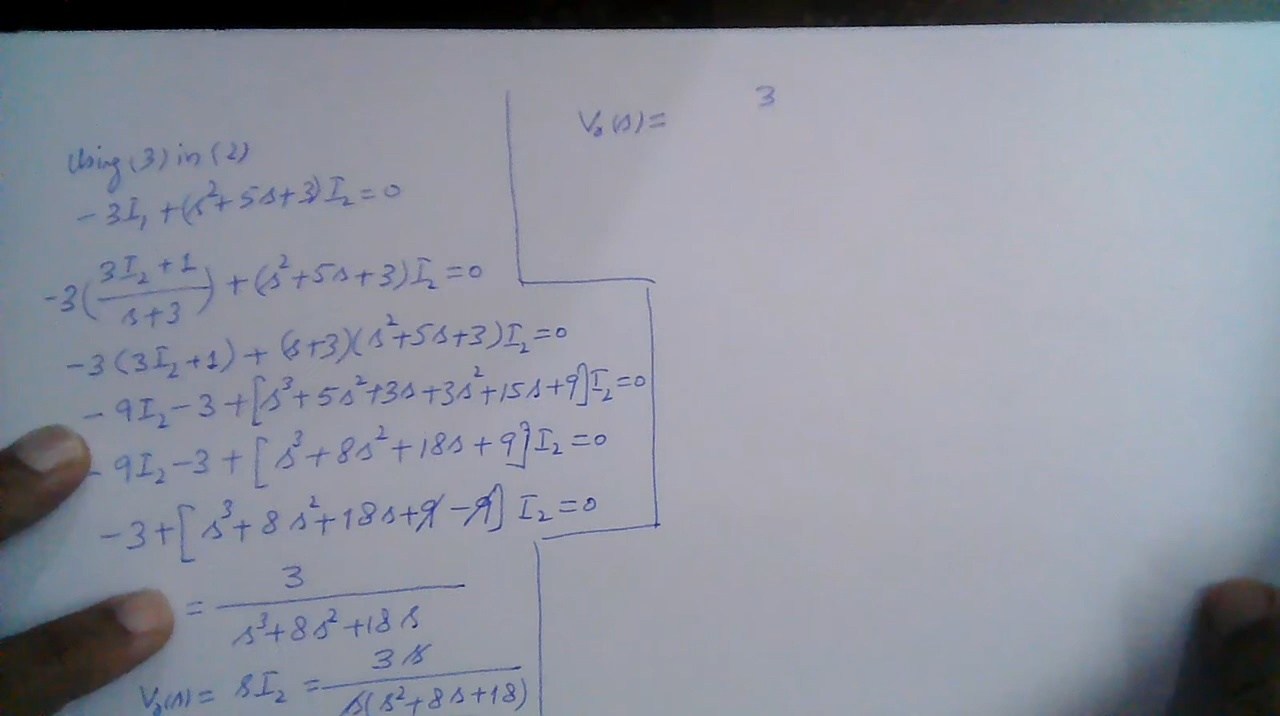 Using (3) in (2)
-3I₁ + (s²+5s+3)I₂ = 0
-3((3I₂+1)/(s+3)) + (s²+5s+3)I₂ = 0
-3(3I₂+1) + (s+3)(s²+5s+3)I₂ = 0
-9I₂-3+[s³+5s²+3s+3s²+15s+9]I₂=0
-9I₂-3+[s³+8s²+18s+9]I₂=0
-3+[s³+8s²+18s+9-9]I₂=0
= 3/(s³+8s²+18s)
V₀(s) = sI₂ = 3s/(s(s²+8s+18))
V₀(s) = 3